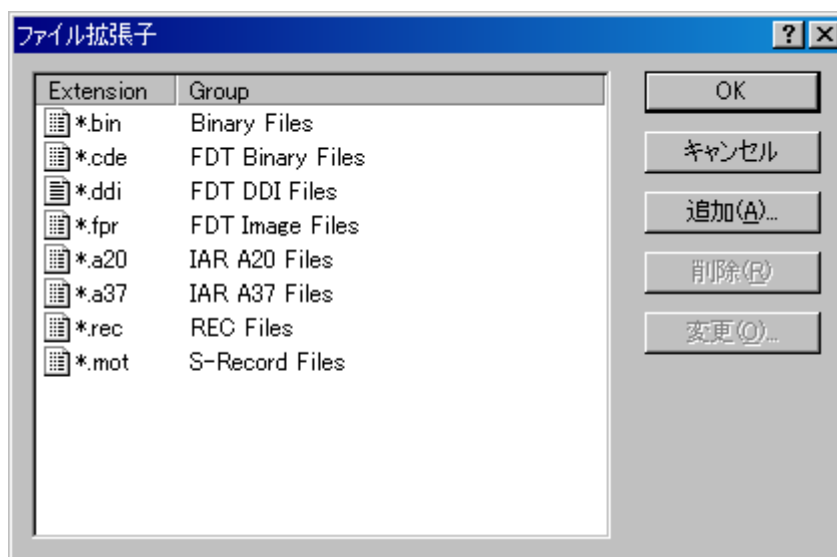 ファイル拡張子
Extension Group
*.bin Binary Files
*.cde FDT Binary Files
*.ddi FDT DDI Files
*.fpr FDT Image Files
*.a20 IAR A20 Files
*.a37 IAR A37 Files
*.rec REC Files
*.mot S-Record Files
OK
キャンセル
追加(A)...
削除(R)
変更(O)...